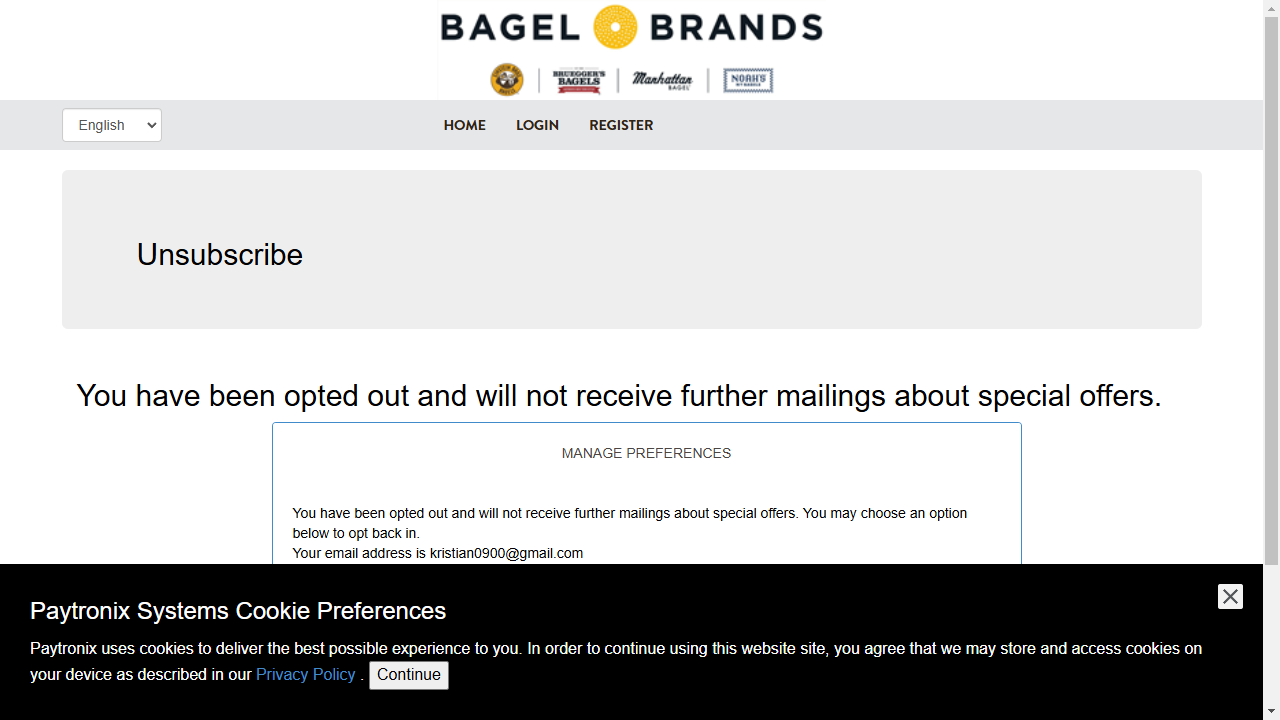 BAGEL BRANDS
BRUEGGER'S BAGELS
Manhattan BAGEL
NOAH'S
English
HOME LOGIN REGISTER
Unsubscribe
You have been opted out and will not receive further mailings about special offers.
MANAGE PREFERENCES
You have been opted out and will not receive further mailings about special offers. You may choose an option
below to opt back in.
Your email address is kristian0900@gmail.com
Paytronix Systems Cookie Preferences
Paytronix uses cookies to deliver the best possible experience to you. In order to continue using this website site, you agree that we may store and access cookies on
your device as described in our Privacy Policy . Continue